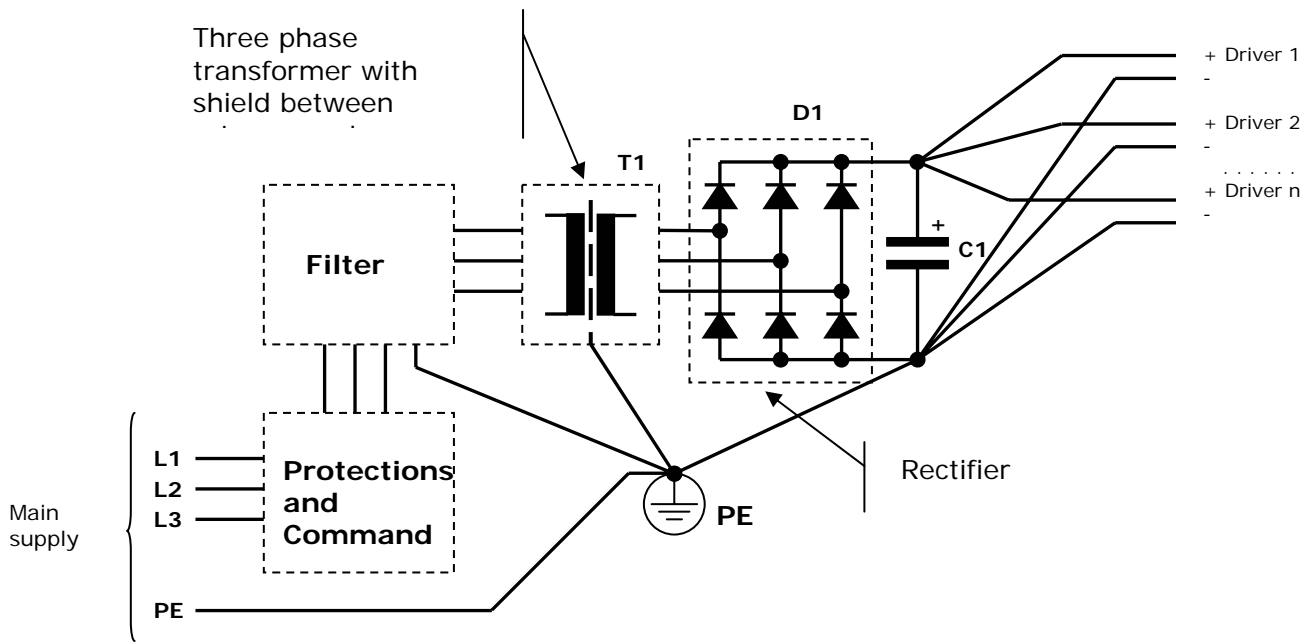 Three phase
transformer with
shield between
T1
D1
+ Driver 1
-
+ Driver 2
-
. . . . . .
+ Driver n
-
+
C1
Filter
Rectifier
PE
Protections
and
Command
Main
supply
L1
L2
L3
PE